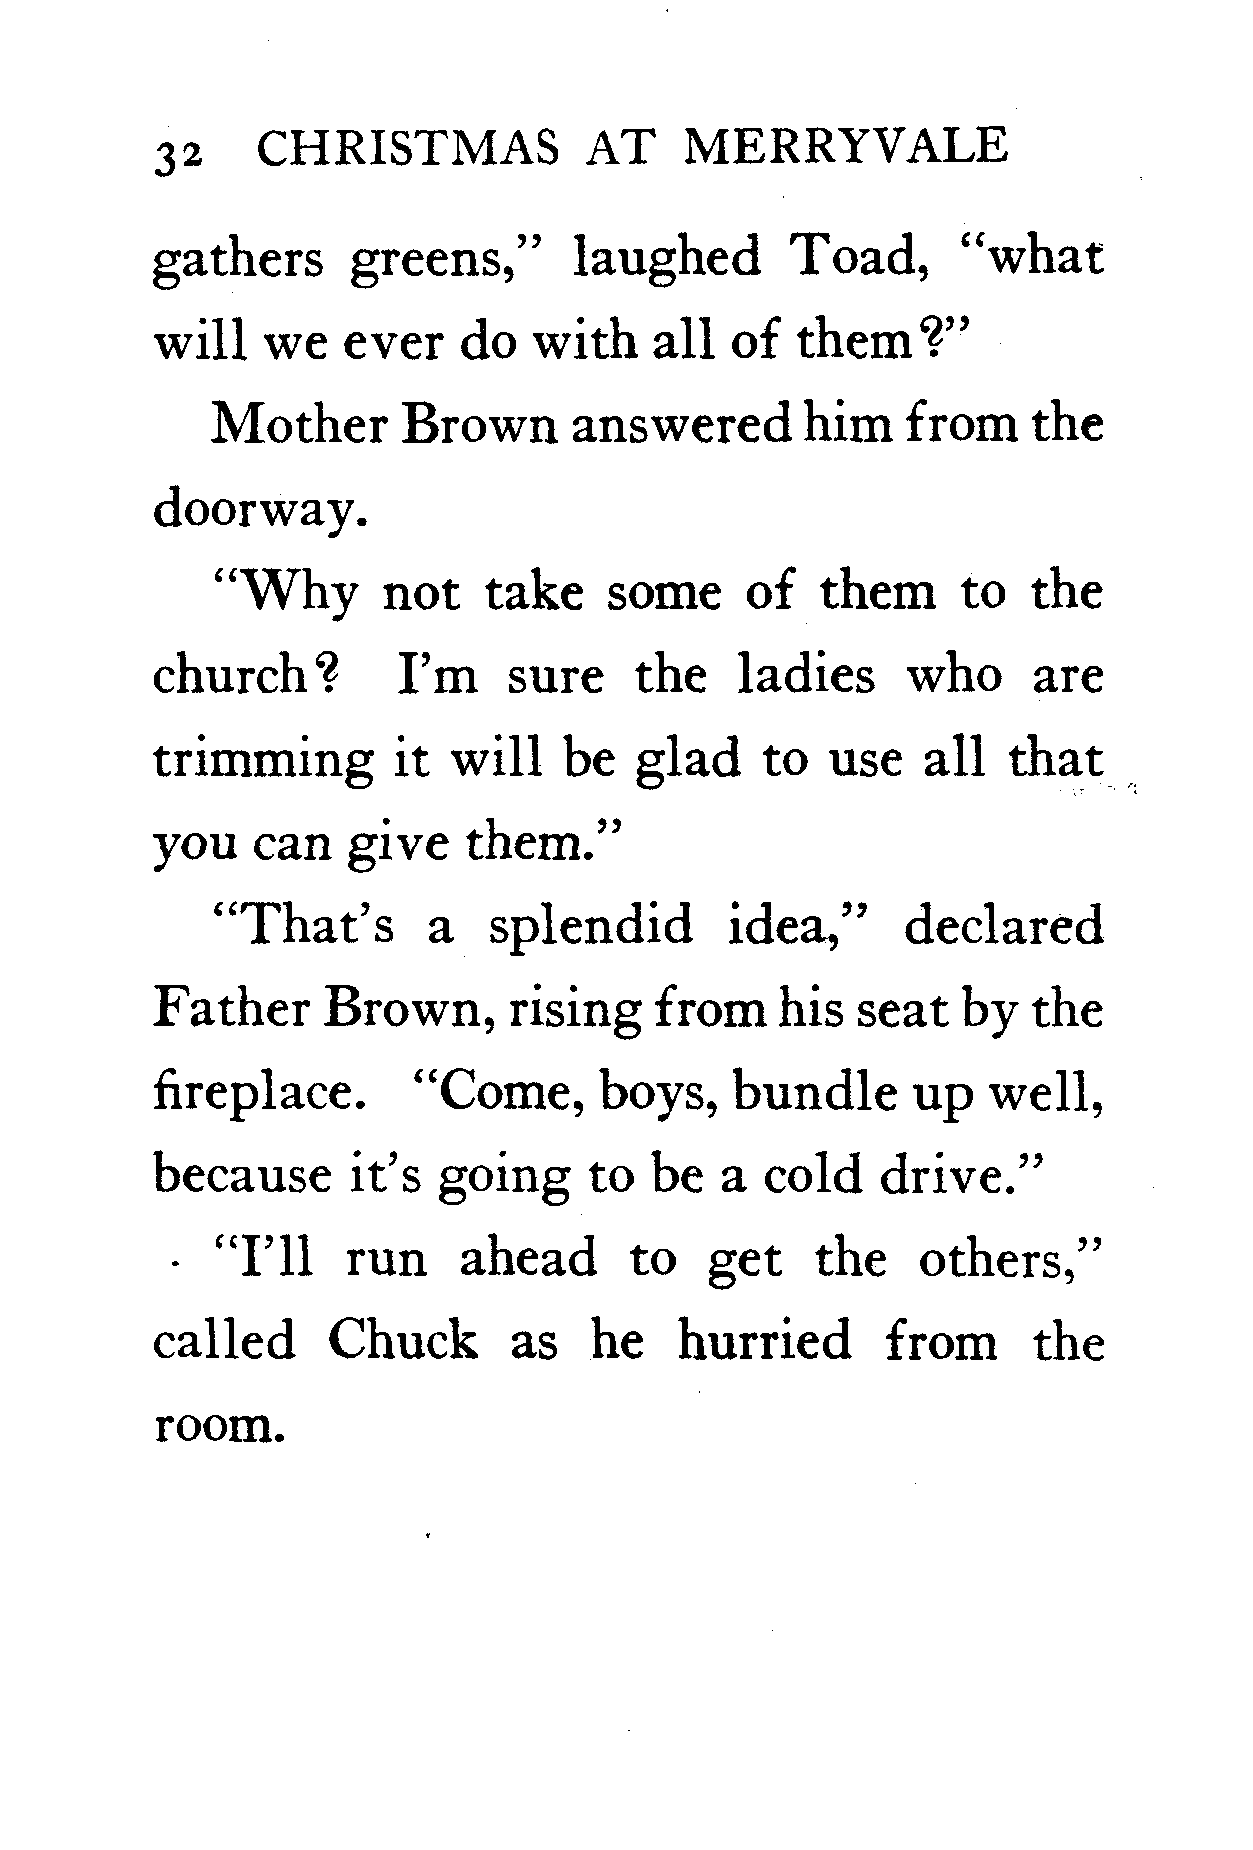 32 CHRISTMAS AT MERRYVALE
gathers greens,” laughed Toad, “what
will we ever do with all of them?”
Mother Brown answered him from the
doorway.
“Why not take some of them to the
church? I’m sure the ladies who are
trimming it will be glad to use all that
you can give them.”
“That’s a splendid idea,” declared
Father Brown, rising from his seat by the
fireplace. “Come, boys, bundle up well,
because it’s going to be a cold drive.”
“I’ll run ahead to get the others,”
called Chuck as he hurried from the
room.